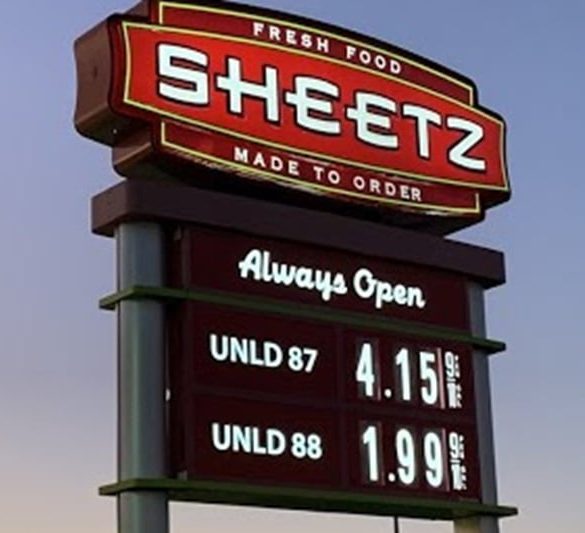 FRESH FOOD
SHEETZ
MADE TO ORDER
Always Open
UNLD 87 4.15 9/10
UNLD 88 1.99 9/10